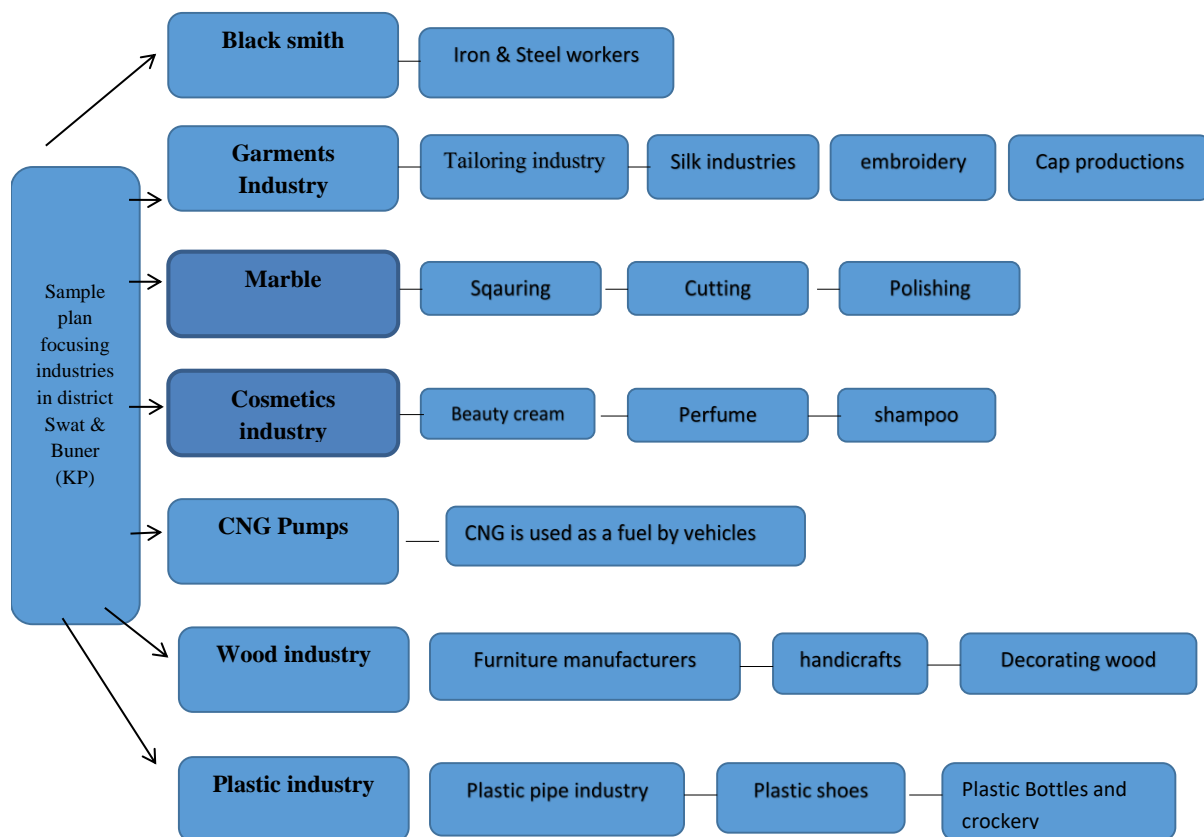 Black smith
Iron & Steel workers
Garments
Industry
Tailoring industry
Silk industries
embroidery
Cap productions
Sample
plan
focusing
industries
in district
Swat &
Buner
(KP)
Marble
Sqauring
Cutting
Polishing
Cosmetics
industry
Beauty cream
Perfume
shampoo
CNG Pumps
CNG is used as a fuel by vehicles
Wood industry
Furniture manufacturers
handicrafts
Decorating wood
Plastic industry
Plastic pipe industry
Plastic shoes
Plastic Bottles and
crockery